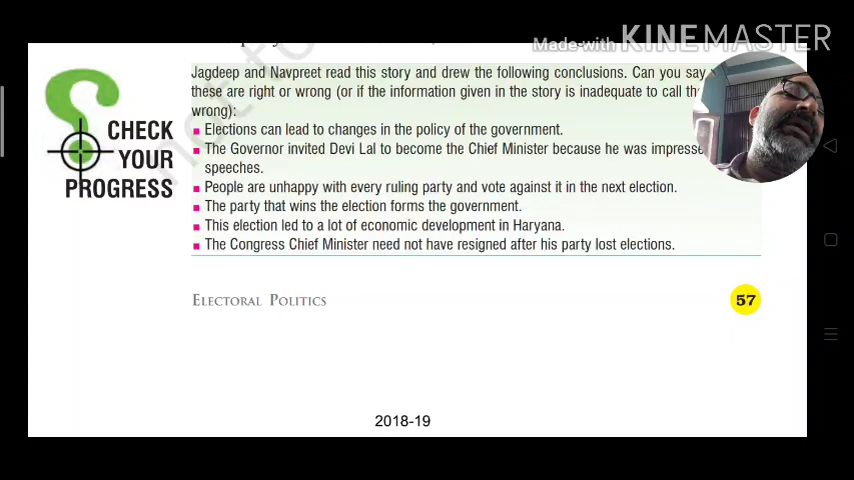 Made with KINEMASTER
Jagdeep and Navpreet read this story and drew the following conclusions. Can you say
these are right or wrong (or if the information given in the story is inadequate to call
wrong):
CHECK
YOUR
PROGRESS
■ Elections can lead to changes in the policy of the government.
■ The Governor invited Devi Lal to become the Chief Minister because he was
speeches.
■ People are unhappy with every ruling party and vote against it in the next election.
■ The party that wins the election forms the government.
■ This election led to a lot of economic development in Haryana.
■ The Congress Chief Minister need not have resigned after his party lost elections.
ELECTORAL POLITICS
57
2018-19